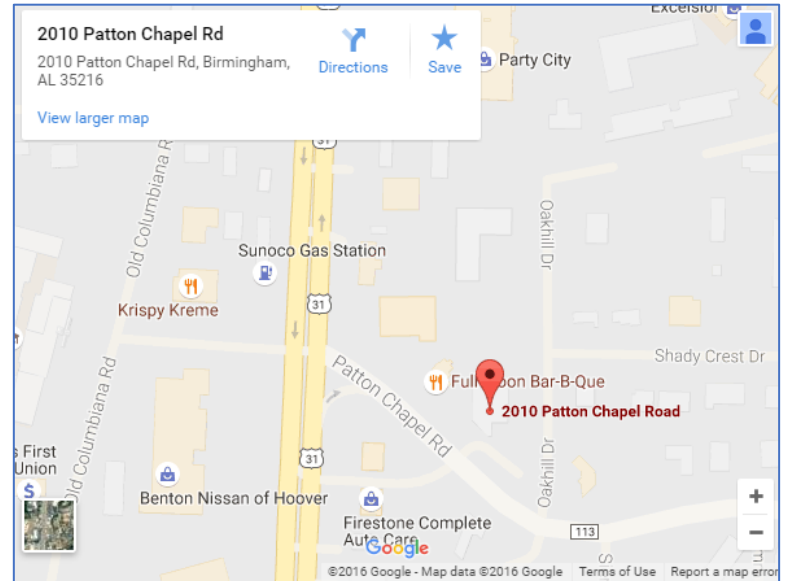 2010 Patton Chapel Rd
2010 Patton Chapel Rd, Birmingham,
AL 35216
View larger map
Directions
Save
Excelsior
Party City
31
Old Columbiana Rd
Oakhill Dr
Sunoco Gas Station
Krispy Kreme
31
Patton Chapel Rd
Shady Crest Dr
Full Moon Bar-B-Que
2010 Patton Chapel Road
Old Columbiana Rd
s First
Union
$
31
Benton Nissan of Hoover
Oakhill Dr
Firestone Complete
Auto Care
113
+
−
Google
©2016 Google - Map data ©2016 Google
Terms of Use
Report a map error